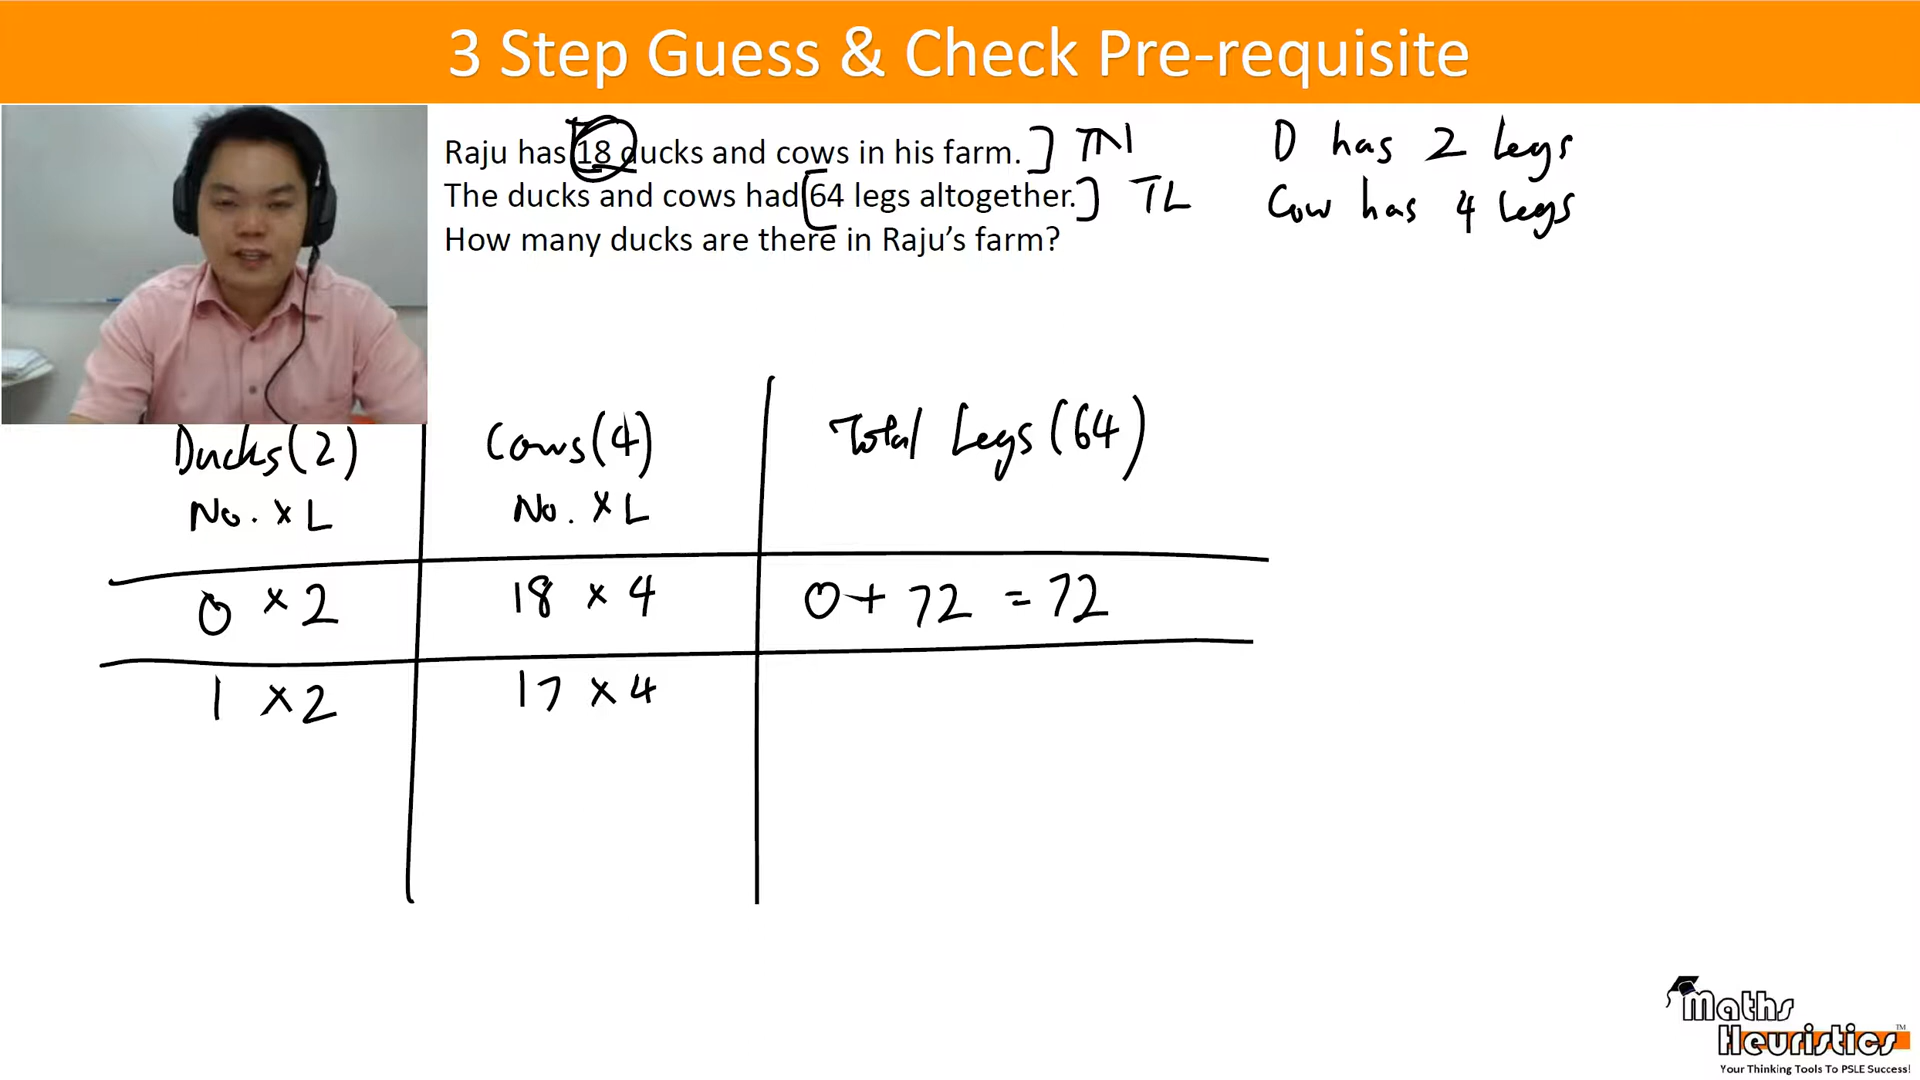 3 Step Guess & Check Pre-requisite
Raju has 18 ducks and cows in his farm. ] TN
The ducks and cows had [64 legs altogether.] TL
How many ducks are there in Raju’s farm?
D has 2 legs
Cow has 4 legs
Ducks(2)
No. × L
Cows(4)
No. × L
Total Legs(64)
0 × 2
18 × 4
0 + 72 = 72
1 × 2
17 × 4
Maths
Heuristics™
Your Thinking Tools To PSLE Success!